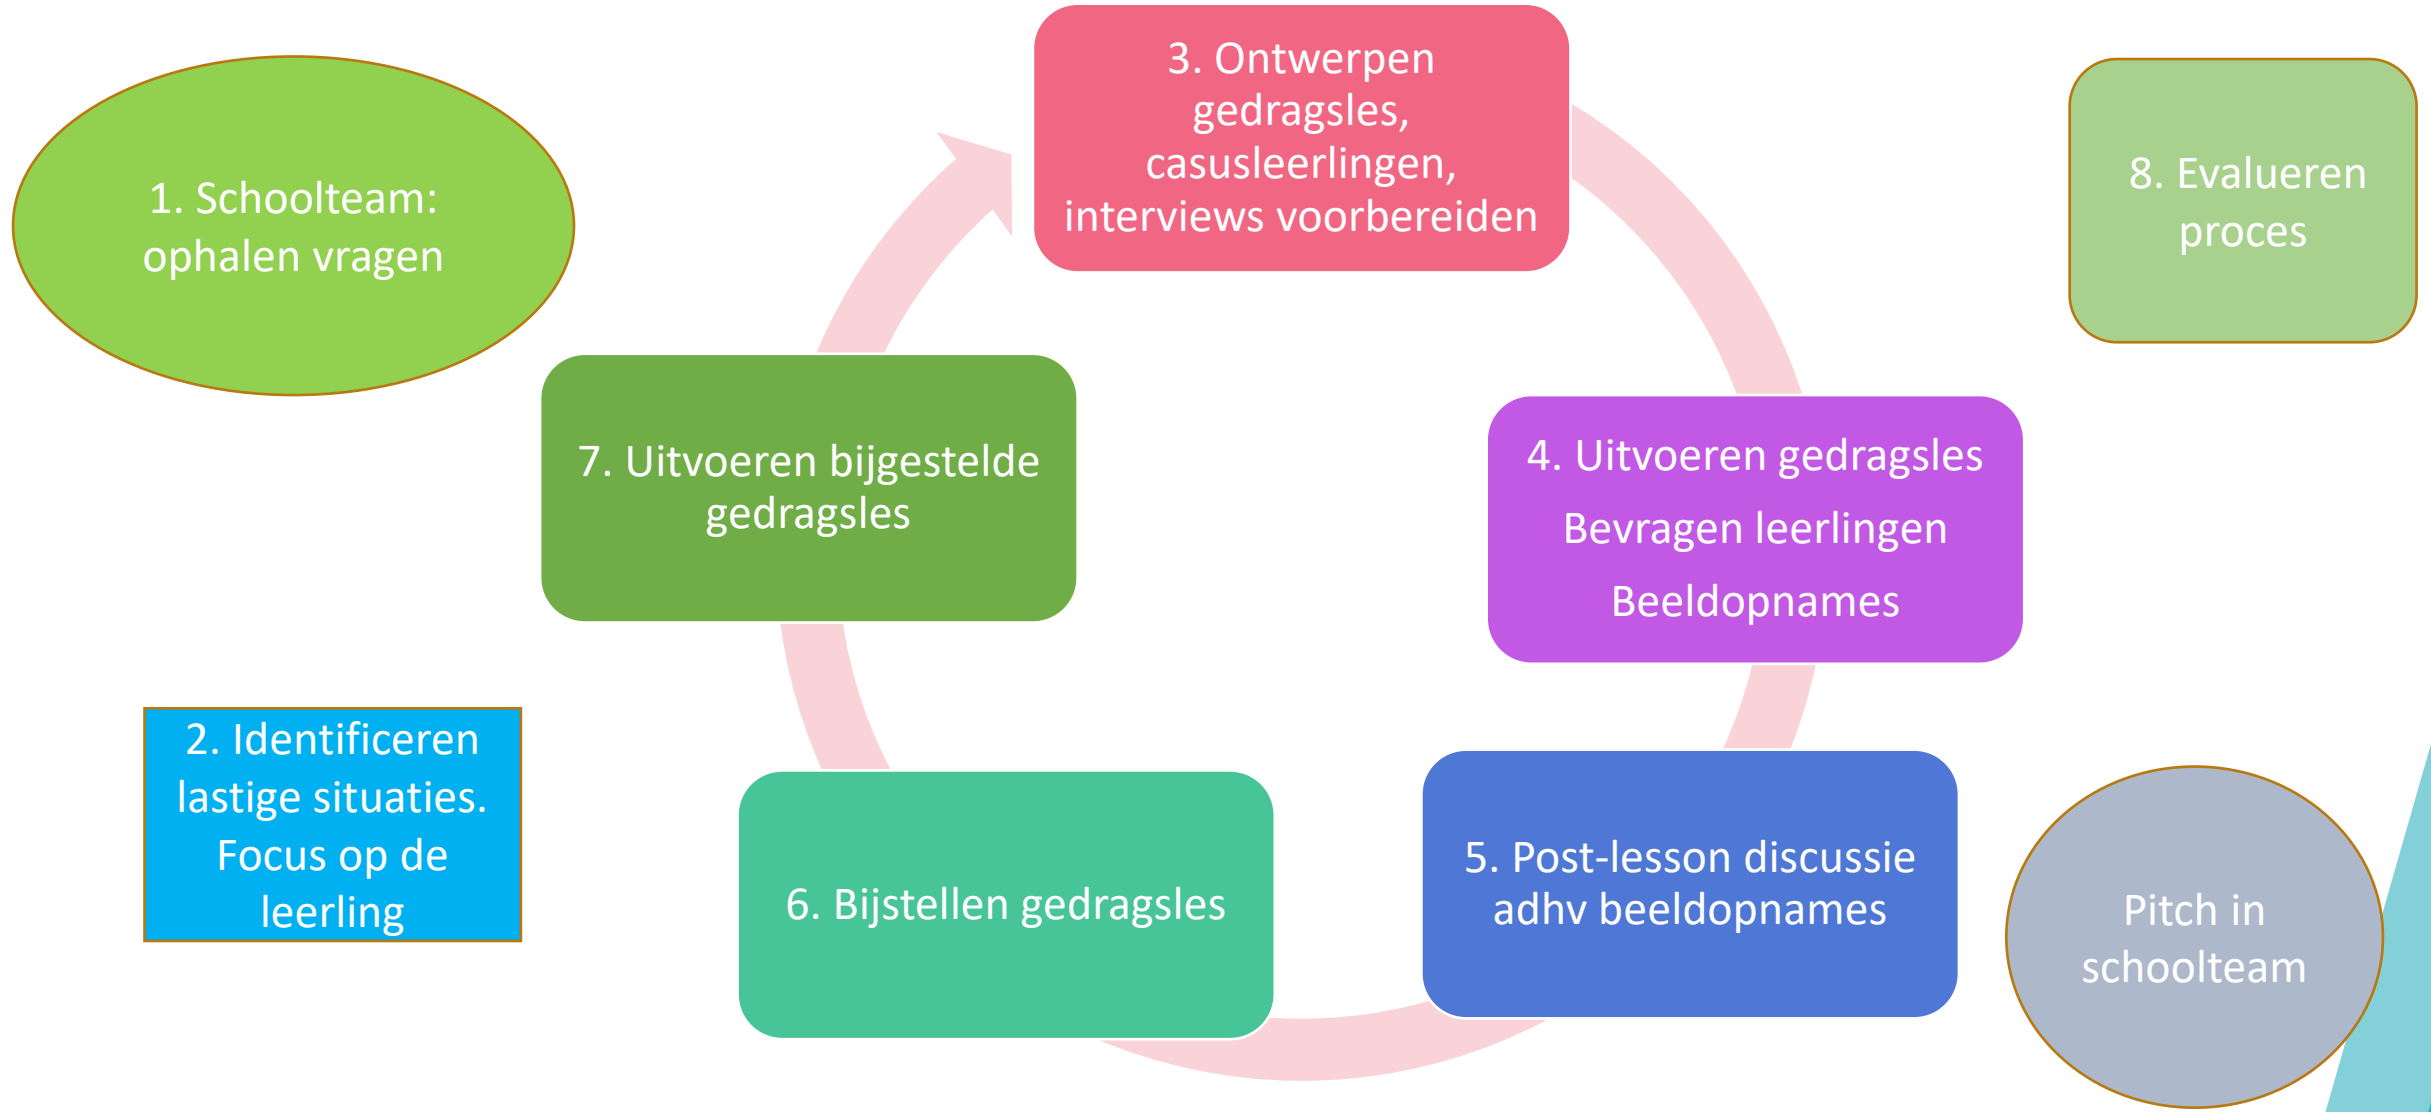 1. Schoolteam:
ophalen vragen
2. Identificeren
lastige situaties.
Focus op de
leerling
3. Ontwerpen
gedragsles,
casusleerlingen,
interviews voorbereiden
4. Uitvoeren gedragsles
Bevragen leerlingen
Beeldopnames
5. Post-lesson discussie
adhv beeldopnames
6. Bijstellen gedragsles
7. Uitvoeren bijgestelde
gedragsles
8. Evalueren
proces
Pitch in
schoolteam